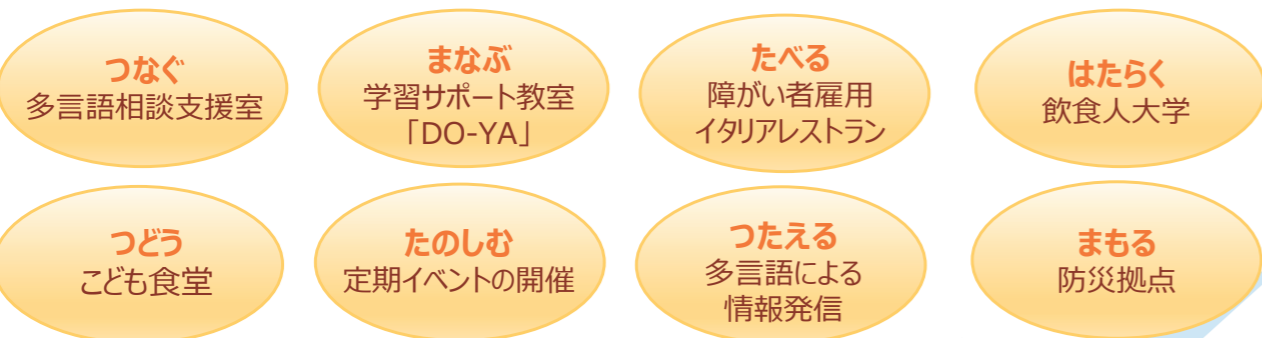 つなぐ
多言語相談支援室
まなぶ
学習サポート教室
「DO-YA」
たべる
障がい者雇用
イタリアレストラン
はたらく
飲食人大学
つどう
こども食堂
たのしむ
定期イベントの開催
つたえる
多言語による
情報発信
まもる
防災拠点